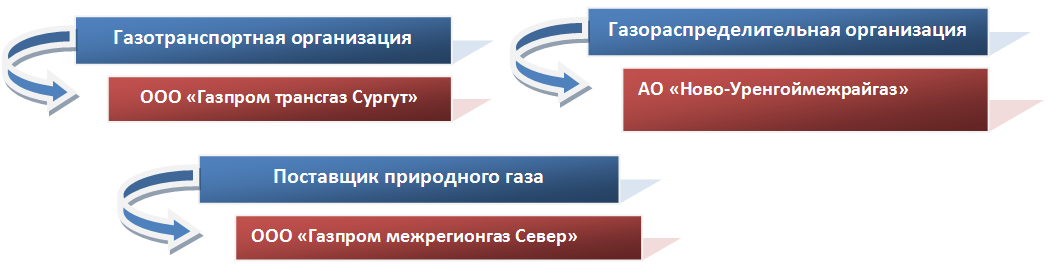 Газотранспортная организация
ООО «Газпром трансгаз Сургут»
Газораспределительная организация
АО «Ново-Уренгоймежрайгаз»
Поставщик природного газа
ООО «Газпром межрегионгаз Север»